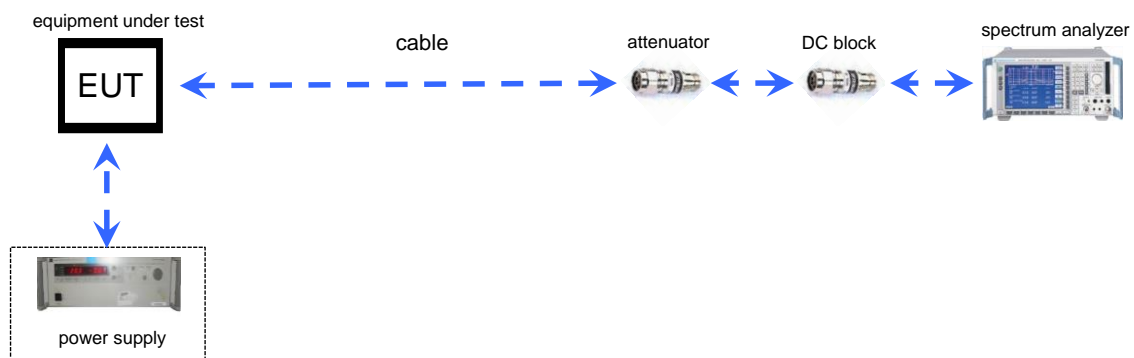 equipment under test
EUT
cable
attenuator
DC block
spectrum analyzer
power supply